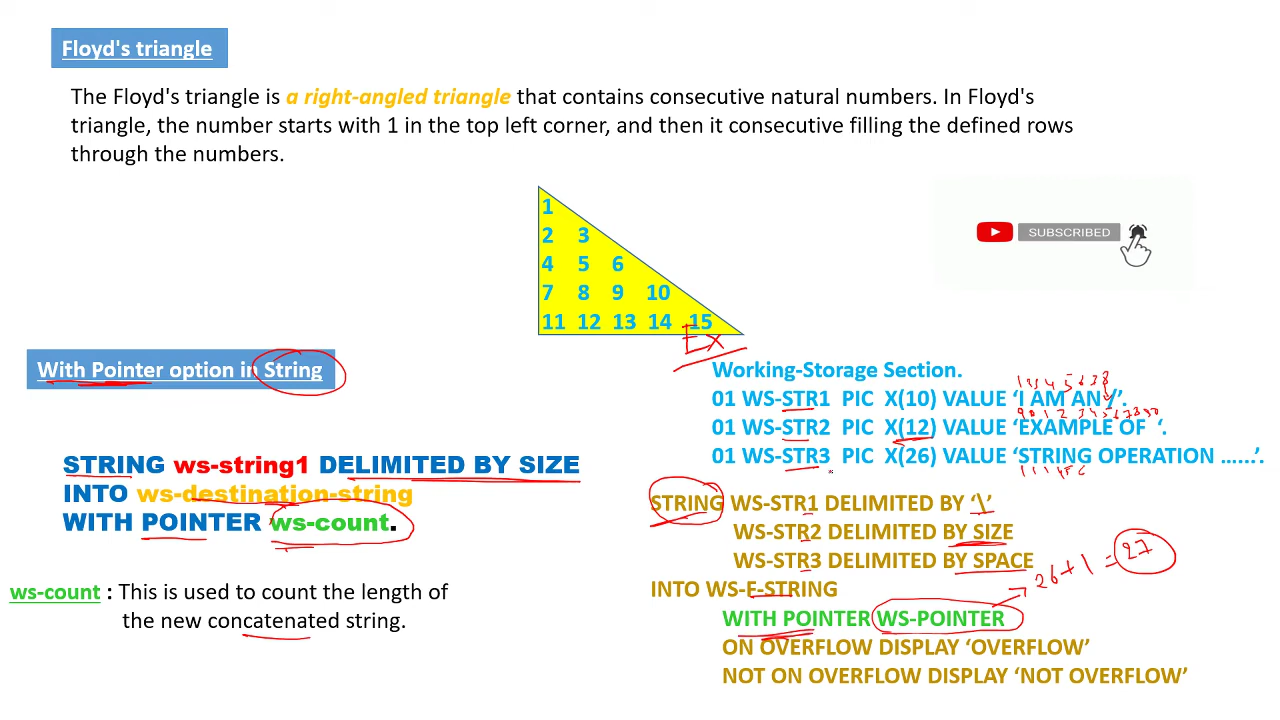 Floyd's triangle
The Floyd's triangle is a right-angled triangle that contains consecutive natural numbers. In Floyd's
triangle, the number starts with 1 in the top left corner, and then it consecutive filling the defined rows
through the numbers.
1
2 3
4 5 6
7 8 9 10
11 12 13 14 15
SUBSCRIBED
With Pointer option in String
STRING ws-string1 DELIMITED BY SIZE
INTO ws-destination-string
WITH POINTER ws-count.
ws-count : This is used to count the length of
the new concatenated string.
Ex
Working-Storage Section.
01 WS-STR1 PIC X(10) VALUE ‘I AM AN /’.
01 WS-STR2 PIC X(12) VALUE ‘EXAMPLE OF ‘.
01 WS-STR3 PIC X(26) VALUE ‘STRING OPERATION …...’.
STRING WS-STR1 DELIMITED BY ‘\’
WS-STR2 DELIMITED BY SIZE
WS-STR3 DELIMITED BY SPACE
INTO WS-F-STRING
WITH POINTER WS-POINTER
26+1 = 27
ON OVERFLOW DISPLAY ‘OVERFLOW’
NOT ON OVERFLOW DISPLAY ‘NOT OVERFLOW’